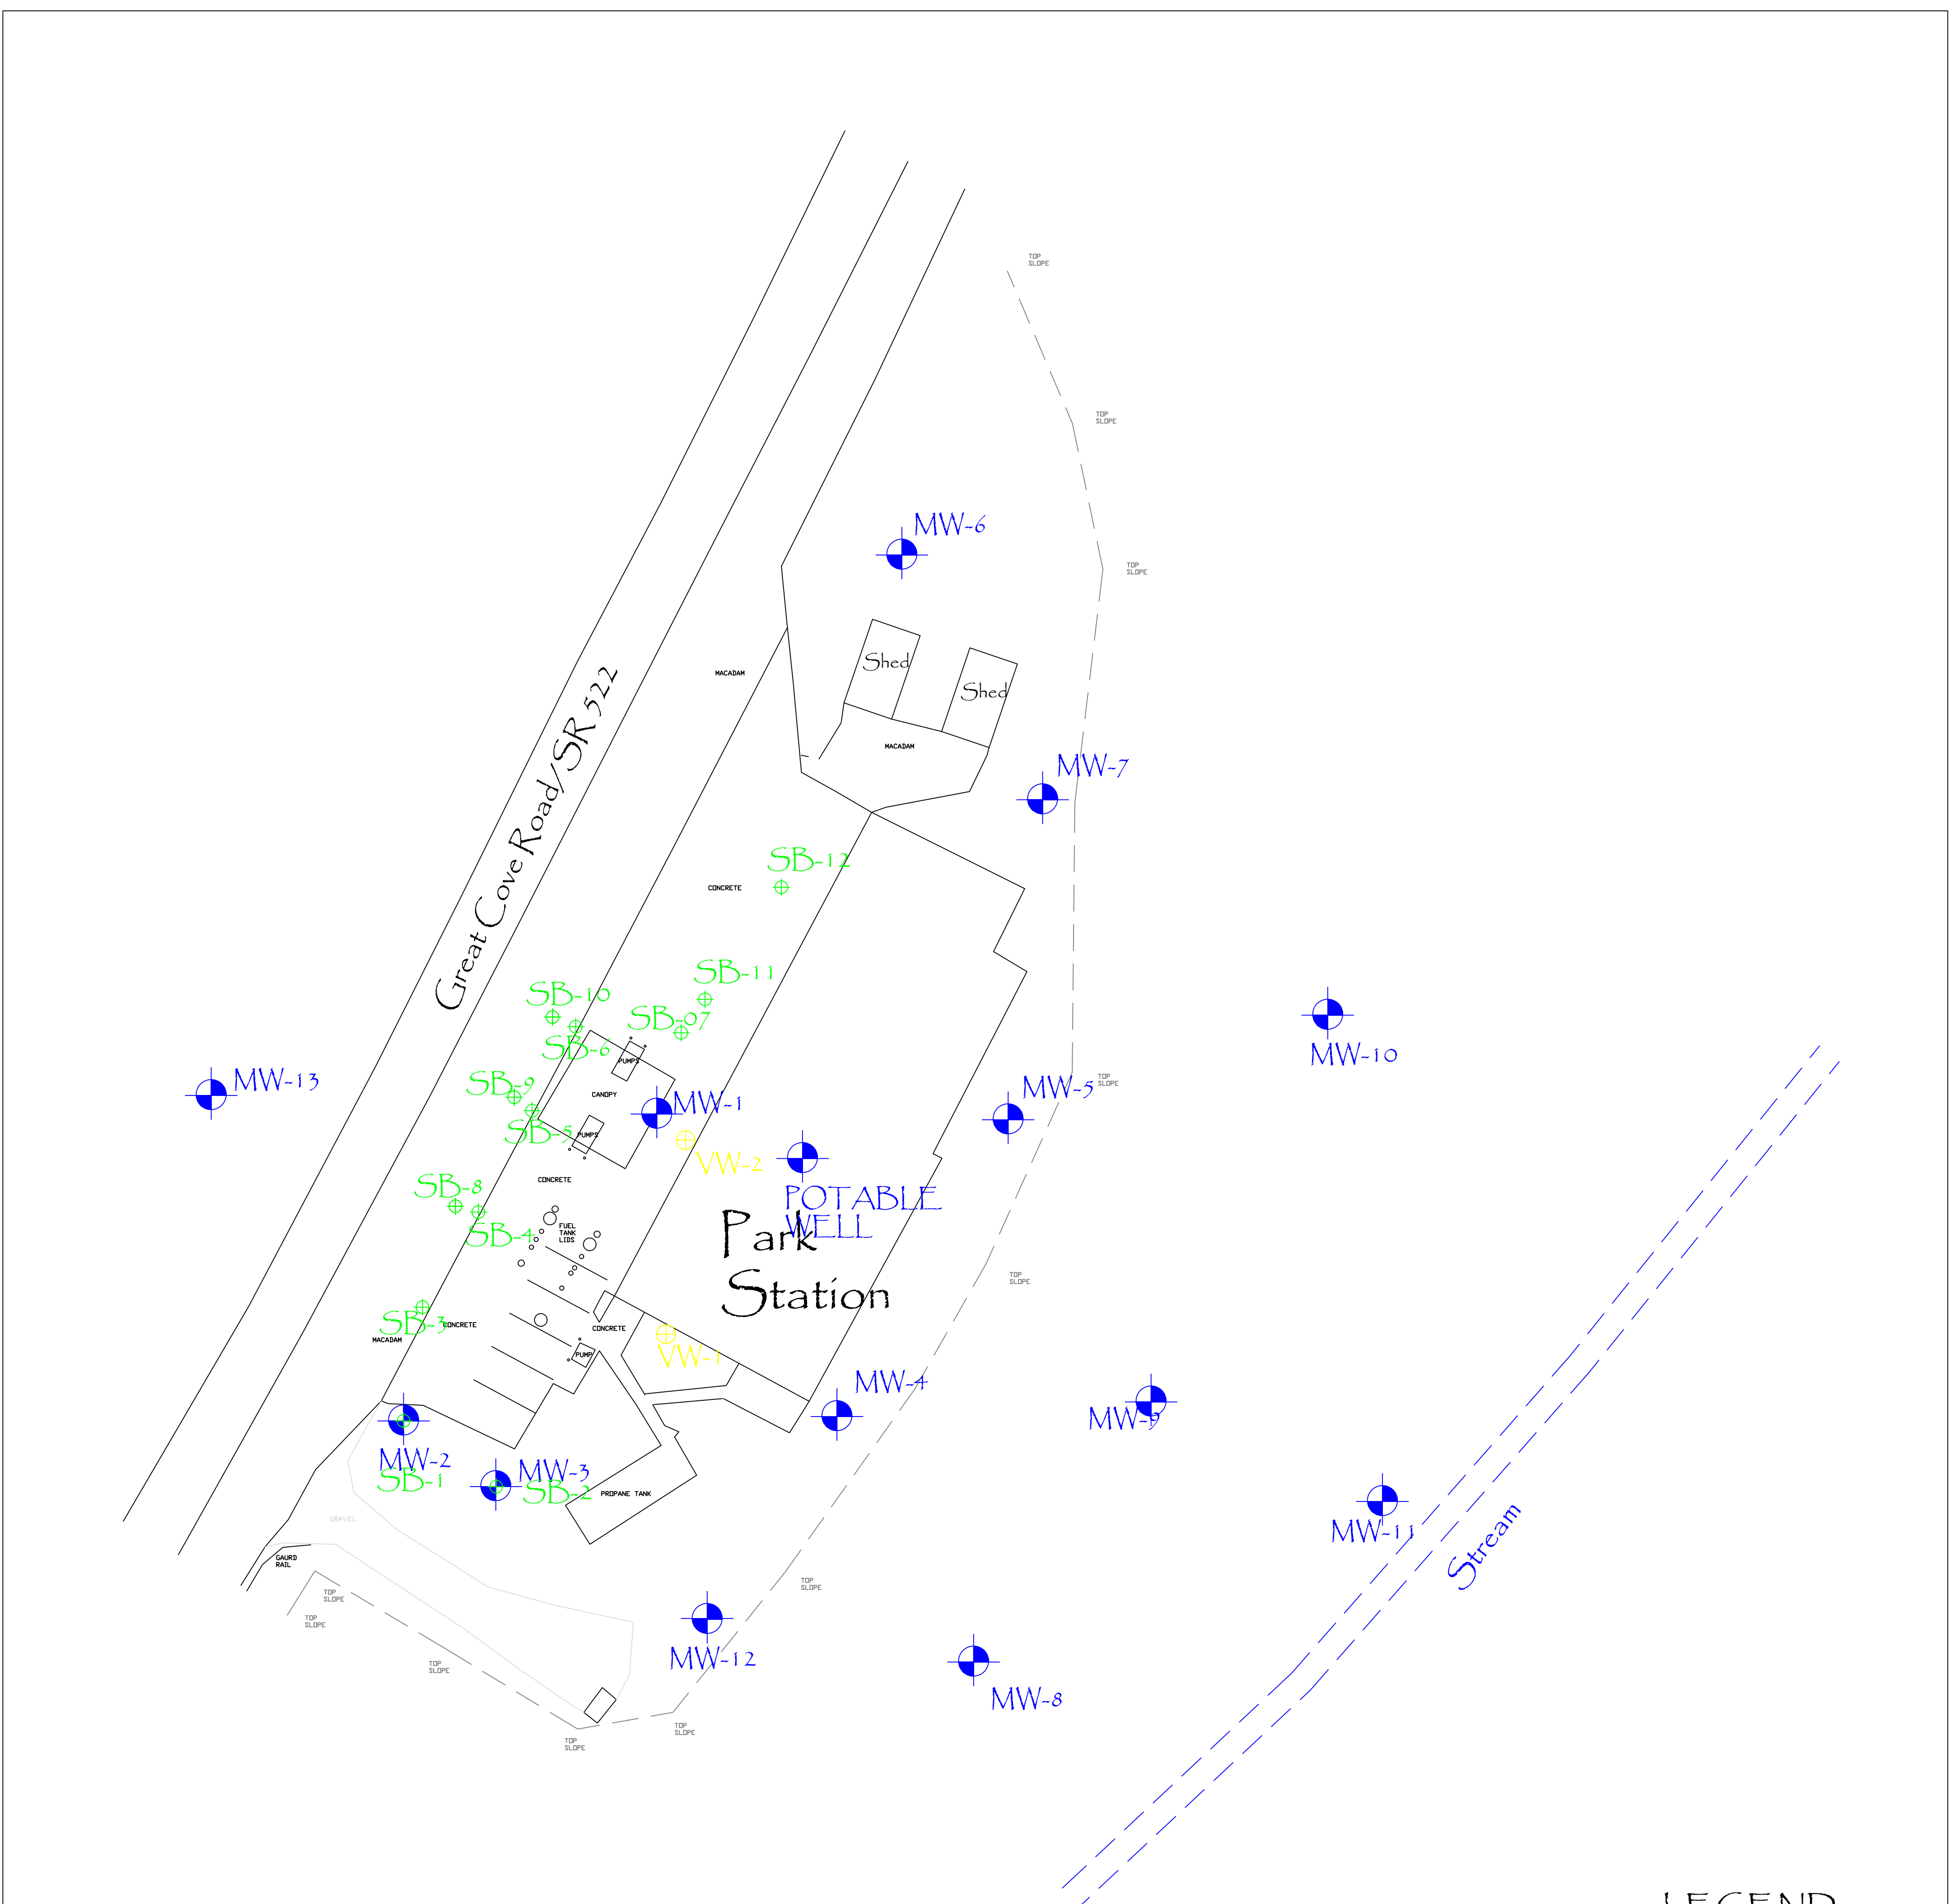 TOP
SLOPE
TOP
SLOPE
MW-6
TOP
SLOPE
Shed
MACADAM
Shed
Great Cove Road/SR 522
MACADAM
MW-7
SB-12
CONCRETE
SB-11
SB-10
SB-07
SB-6
PUMPS
MW-10
MW-13
SB-9
CANOPY
MW-1
MW-5
TOP
SLOPE
SB-5
PUMPS
VW-2
CONCRETE
SB-8
POTABLE
WELL
SB-4
FUEL
TANK
LIDS
Park
Station
TOP
SLOPE
SB-3
CONCRETE
CONCRETE
MACADAM
PUMP
VW-1
MW-4
MW-9
MW-2
SB-1
MW-3
SB-2
PROPANE TANK
GRAVEL
MW-11
Stream
GAURD
RAIL
TOP
SLOPE
TOP
SLOPE
TOP
SLOPE
TOP
SLOPE
MW-12
MW-8
TOP
SLOPE
TOP
SLOPE
LEGEND